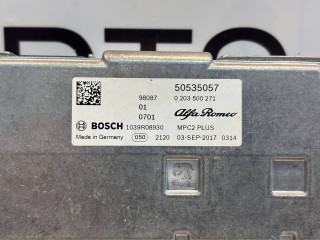 50535057
98087 0 203 500 271
01
0701 Alfa Romeo
BOSCH 1039R08930 MPC2 PLUS
Made in Germany 050 2120 03-SEP-2017 0314